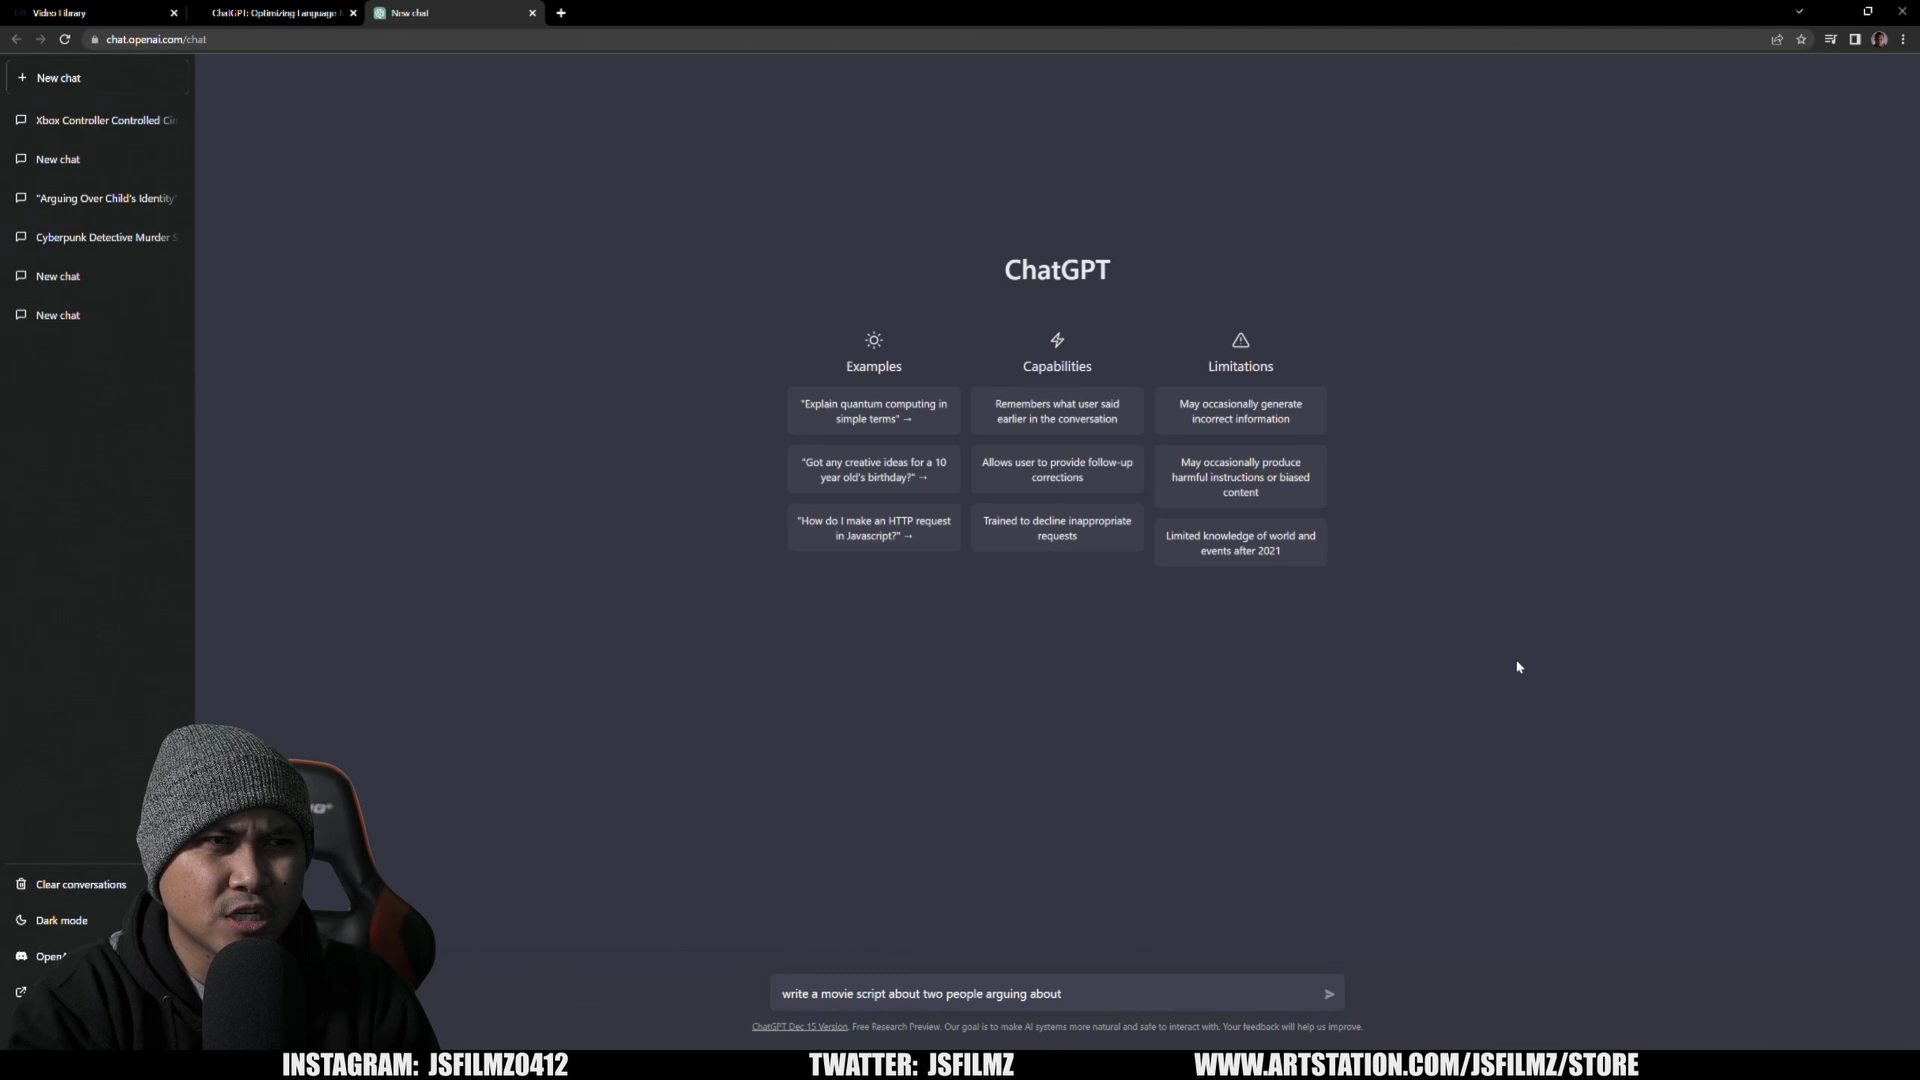 Video Library
ChatGPT: Optimizing Language
New chat
chat.openai.com/chat
New chat
Xbox Controller Controlled Cin
New chat
"Arguing Over Child's Identity"
Cyberpunk Detective Murder S
New chat
New chat
ChatGPT
Examples
Capabilities
Limitations
"Explain quantum computing in
simple terms" →
Remembers what user said
earlier in the conversation
May occasionally generate
incorrect information
"Got any creative ideas for a 10
year old's birthday?" →
Allows user to provide follow-up
corrections
May occasionally produce
harmful instructions or biased
content
"How do I make an HTTP request
in Javascript?" →
Trained to decline inappropriate
requests
Limited knowledge of world and
events after 2021
Clear conversations
Dark mode
OpenA
write a movie script about two people arguing about
ChatGPT Dec 15 Version. Free Research Preview. Our goal is to make AI systems more natural and safe to interact with. Your feedback will help us improve.
INSTAGRAM: JSFILMZ0412
TWATTER: JSFILMZ
WWW.ARTSTATION.COM/JSFILMZ/STORE